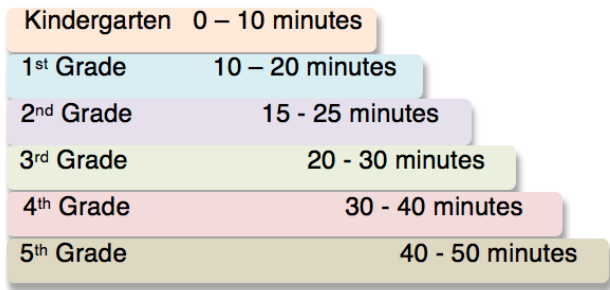 Kindergarten 0 – 10 minutes
1st Grade 10 – 20 minutes
2nd Grade 15 - 25 minutes
3rd Grade 20 - 30 minutes
4th Grade 30 - 40 minutes
5th Grade 40 - 50 minutes